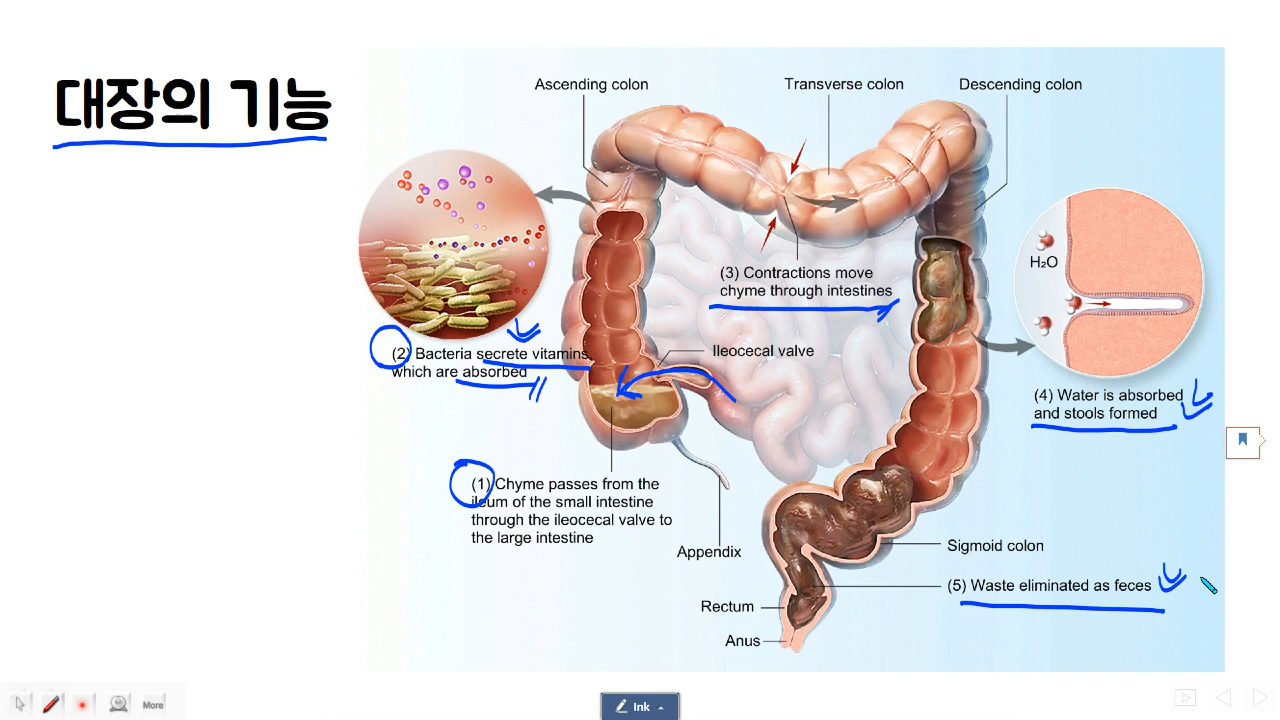 대장의 기능
Ascending colon
Transverse colon
Descending colon
H₂O
(3) Contractions move
chyme through intestines
(2) Bacteria secrete vitamins,
which are absorbed
Ileocecal valve
(4) Water is absorbed
and stools formed
(1) Chyme passes from the
ileum of the small intestine
through the ileocecal valve to
the large intestine
Appendix
Sigmoid colon
(5) Waste eliminated as feces
Rectum
Anus
More
Ink